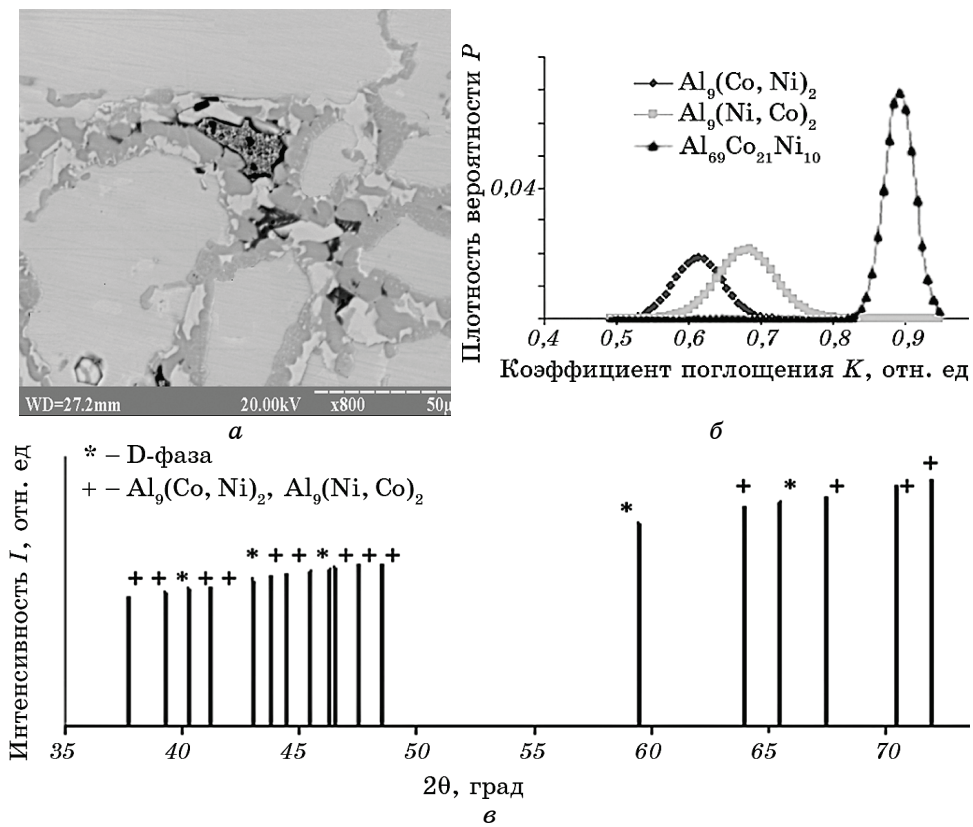 WD=27.2mm 20.00kV x800 50µ
а
Плотность вероятности P
Al9(Co, Ni)2
Al9(Ni, Co)2
Al69Co21Ni10
0,04
0,4 0,5 0,6 0,7 0,8 0,9
Коэффициент поглощения K, отн. ед
б
Интенсивность I, отн. ед
* – D-фаза
+ – Al9(Co, Ni)2, Al9(Ni, Co)2
+ + * + + * + + * + + + * + * + + +
35 40 45 50 55 60 65 70
2θ, град
в